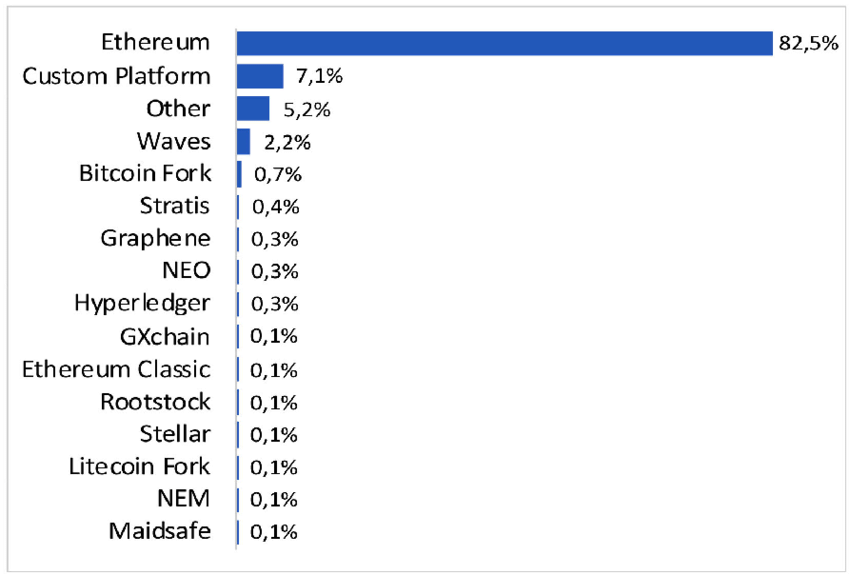 Ethereum 82,5%
Custom Platform 7,1%
Other 5,2%
Waves 2,2%
Bitcoin Fork 0,7%
Stratis 0,4%
Graphene 0,3%
NEO 0,3%
Hyperledger 0,3%
GXchain 0,1%
Ethereum Classic 0,1%
Rootstock 0,1%
Stellar 0,1%
Litecoin Fork 0,1%
NEM 0,1%
Maidsafe 0,1%